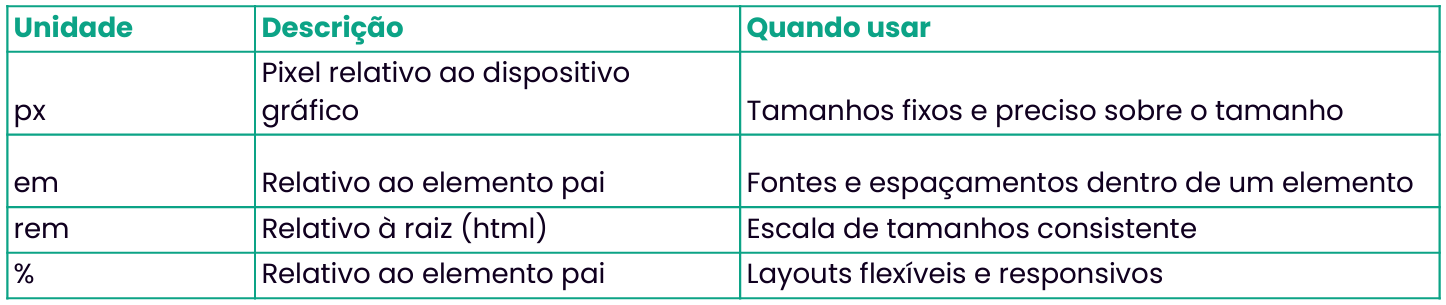 Unidade Descrição Quando usar
px Pixel relativo ao dispositivo gráfico Tamanhos fixos e preciso sobre o tamanho
em Relativo ao elemento pai Fontes e espaçamentos dentro de um elemento
rem Relativo à raiz (html) Escala de tamanhos consistente
% Relativo ao elemento pai Layouts flexíveis e responsivos